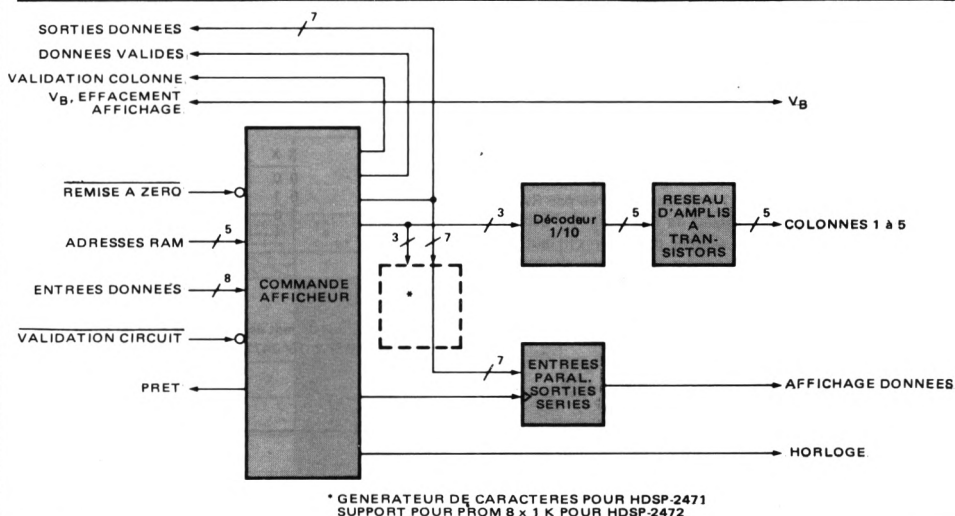 SORTIES DONNEES
7
DONNEES VALIDES
VALIDATION COLONNE
VB, EFFACEMENT
AFFICHAGE
VB
REMISE A ZERO
ADRESSES RAM
5
ENTREES DONNEES
8
VALIDATION CIRCUIT
PRET
COMMANDE
AFFICHEUR
3
7
*
3
Décodeur
1/10
5
RESEAU
D'AMPLIS
A
TRAN-
SISTORS
5
COLONNES 1 à 5
7
ENTREES
PARAL.
SORTIES
SERIES
AFFICHAGE DONNEES
HORLOGE
* GENERATEUR DE CARACTERES POUR HDSP-2471
SUPPORT POUR PROM 8 x 1 K POUR HDSP-2472